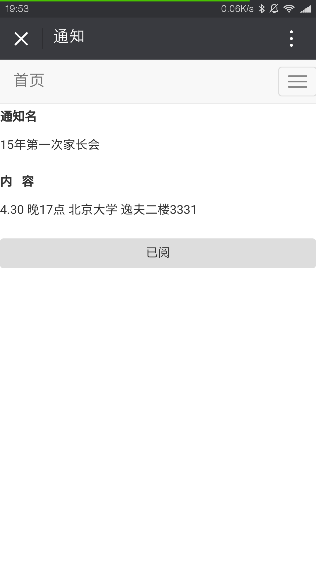 19:53 0.06K/s
通知
首页
通知名
15年第一次家长会
内 容
4.30 晚17点 北京大学 逸夫二楼3331
已阅